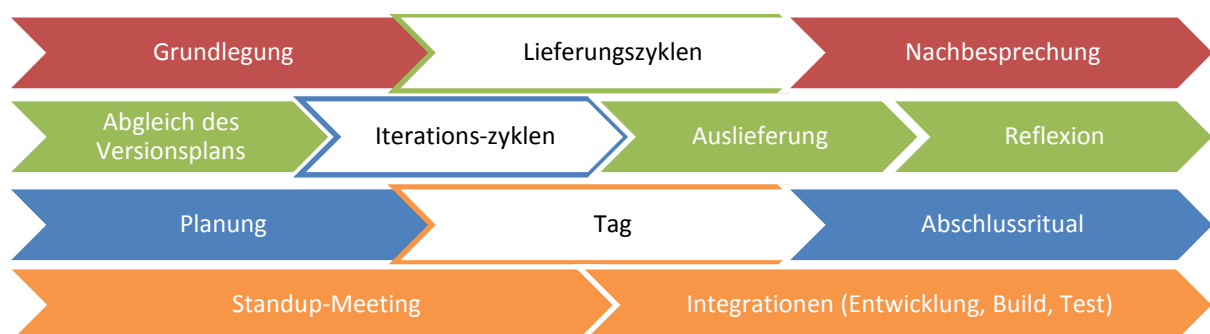 Grundlegung
Lieferungszyklen
Nachbesprechung
Abgleich des
Versionsplans
Iterations-zyklen
Auslieferung
Reflexion
Planung
Tag
Abschlussritual
Standup-Meeting
Integrationen (Entwicklung, Build, Test)